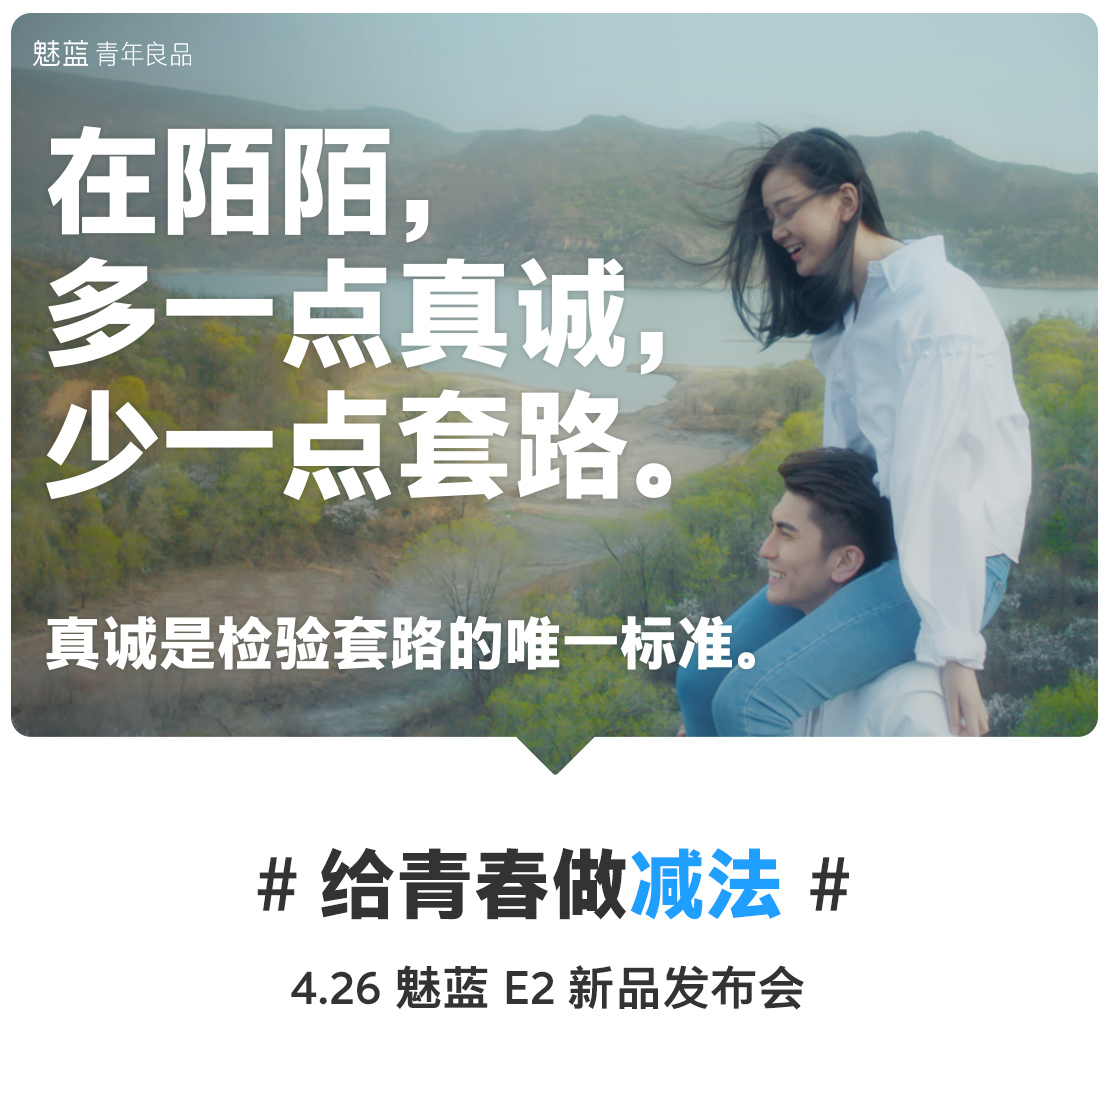 魅蓝 青年良品
在陌陌,
多一点真诚,
少一点套路。
真诚是检验套路的唯一标准。
# 给青春做减法 #
4.26 魅蓝 E2 新品发布会